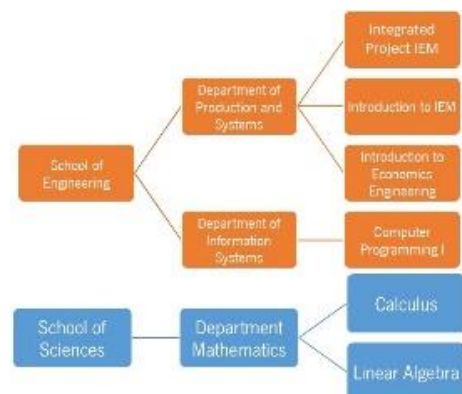 Integrated
Project IEM
Department of
Production and
Systems
Introduction to IEM
School of
Engineering
Introduction to
Economics
Engineering
Department of
Information
Systems
Computer
Programming I
School of
Sciences
Department
Mathematics
Calculus
Linear Algebra